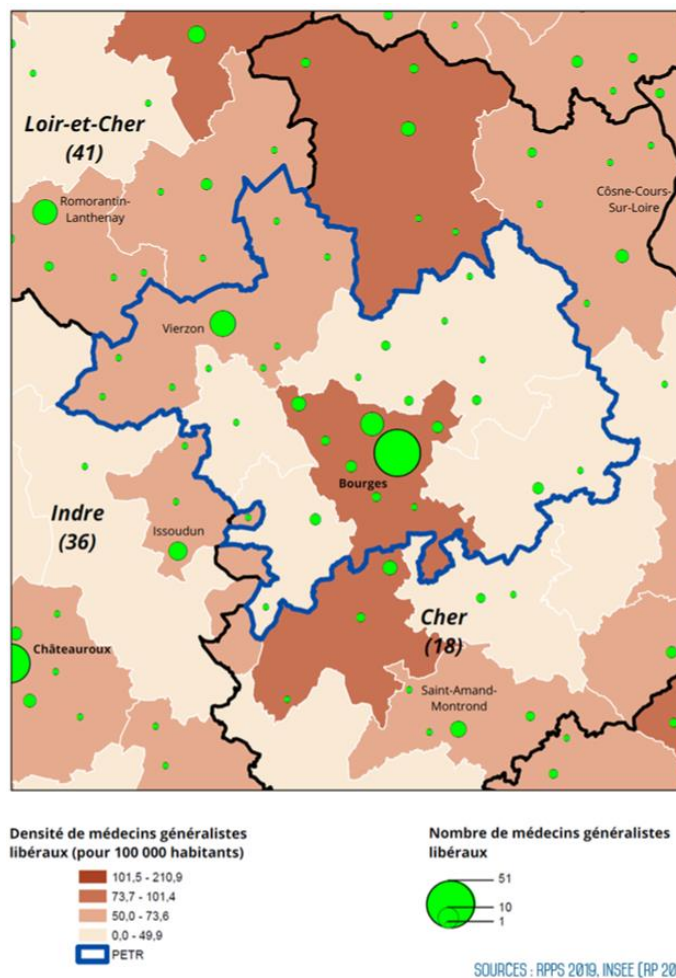 Loir-et-Cher
(41)
Romorantin-
Lanthenay
Côsne-Cours-
Sur-Loire
Vierzon
Bourges
Indre
(36)
Issoudun
Châteauroux
Cher
(18)
Saint-Amand-
Montrond
Densité de médecins généralistes
libéraux (pour 100 000 habitants)
101,5 - 210,9
73,7 - 101,4
50,0 - 73,6
0,0 - 49,9
PETR
Nombre de médecins généralistes
libéraux
51
10
1
SOURCES : RPPS 2019, INSEE (RP 20